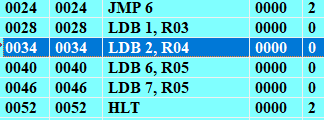 0024 0024 JMP 6 0000 2
0028 0028 LDB 1, R03 0000 0
0034 0034 LDB 2, R04 0000 0
0040 0040 LDB 6, R05 0000 0
0046 0046 LDB 7, R05 0000 0
0052 0052 HLT 0000 2